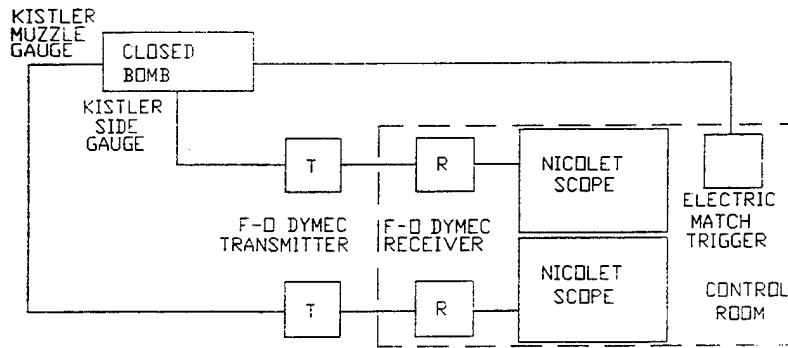 KISTLER
MUZZLE
GAUGE
CLOSED
BOMB
KISTLER
SIDE
GAUGE
T
R
NICOLET
SCOPE
ELECTRIC
MATCH
TRIGGER
F-O DYMEC
TRANSMITTER
F-O DYMEC
RECEIVER
T
R
NICOLET
SCOPE
CONTROL
ROOM